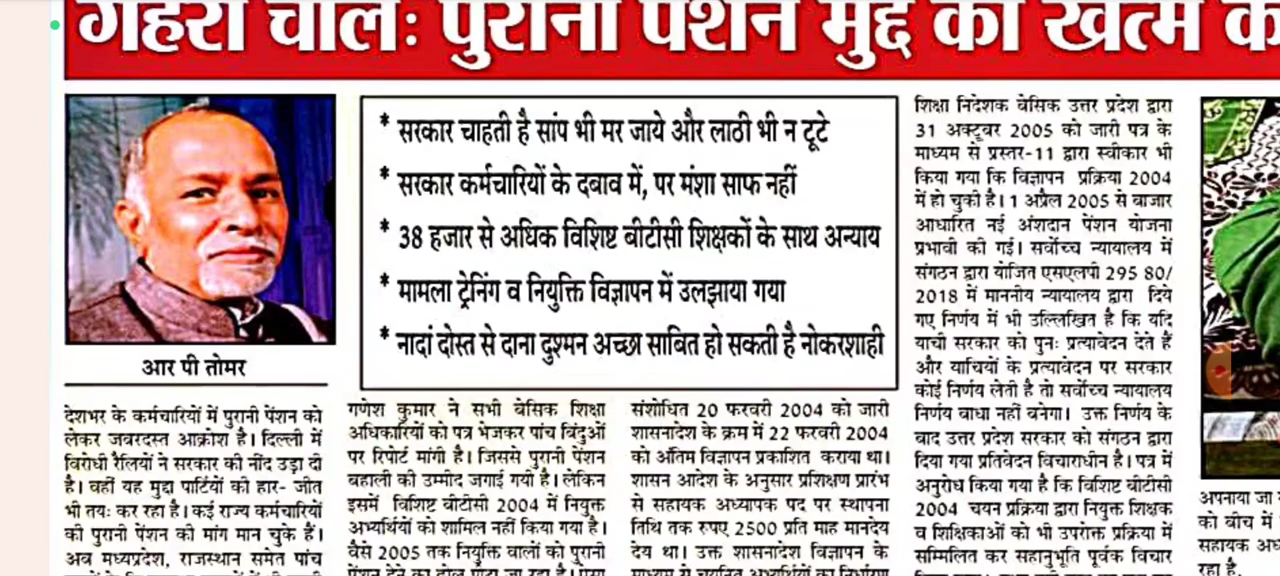 गहरी चालः पुरानी पेंशन मुद्दे को खत्म
* सरकार चाहती है सांप भी मर जाये और लाठी भी न टूटे
* सरकार कर्मचारियों के दबाव में, पर मंशा साफ नहीं
* 38 हजार से अधिक विशिष्ट बीटीसी शिक्षकों के साथ अन्याय
* मामला ट्रेनिंग व नियुक्ति विज्ञापन में उलझाया गया
* नादां दोस्त से दाना दुश्मन अच्छा साबित हो सकती है नोकरशाही
आर पी तोमर
देशभर के कर्मचारियों में पुरानी पेंशन को
लेकर जबरदस्त आक्रोश है। दिल्ली में
विरोधी रैलियों ने सरकार की नींद उड़ा दी
है। वहीं यह मुद्दा पार्टियों की हार- जीत
भी तयः कर रहा है। कई राज्य कर्मचारियों
की पुरानी पेंशन की मांग मान चुके हैं।
अब मध्यप्रदेश, राजस्थान समेत पांच
गणेश कुमार ने सभी बेसिक शिक्षा
अधिकारियों को पत्र भेजकर पांच बिंदुओं
पर रिपोर्ट मांगी है। जिससे पुरानी पेंशन
बहाली की उम्मीद जगाई गयी है। लेकिन
इसमें विशिष्ट बीटीसी 2004 में नियुक्त
अभ्यर्थियों को शामिल नहीं किया गया है।
वैसे 2005 तक नियुक्ति वालों को पुरानी
पेंशन देने का ढोल पीटा जा रहा है।
संशोधित 20 फरवरी 2004 को जारी
शासनादेश के क्रम में 22 फरवरी 2004
को अंतिम विज्ञापन प्रकाशित कराया था।
शासन आदेश के अनुसार प्रशिक्षण प्रारंभ
से सहायक अध्यापक पद पर स्थापना
तिथि तक रुपए 2500 प्रति माह मानदेय
देय था। उक्त शासनादेश विज्ञापन के
माध्यम से चयनित अभ्यर्थियों का निर्धारण
शिक्षा निदेशक बेसिक उत्तर प्रदेश द्वारा
31 अक्टूबर 2005 को जारी पत्र के
माध्यम से प्रस्तर-11 द्वारा स्वीकार भी
किया गया कि विज्ञापन प्रक्रिया 2004
में हो चुकी है। 1 अप्रैल 2005 से बाजार
आधारित नई अंशदान पेंशन योजना
प्रभावी की गई। सर्वोच्च न्यायालय में
संगठन द्वारा योजित एसएलपी 295 80/
2018 में माननीय न्यायालय द्वारा दिये
गए निर्णय में भी उल्लिखित है कि यदि
याची सरकार को पुनः प्रत्यावेदन देते हैं
और याचियों के प्रत्यावेदन पर सरकार
कोई निर्णय लेती है तो सर्वोच्च न्यायालय
निर्णय बाधा नहीं बनेगा। उक्त निर्णय के
बाद उत्तर प्रदेश सरकार को संगठन द्वारा
दिया गया प्रतिवेदन विचाराधीन है। पत्र में
अनुरोध किया गया है कि विशिष्ट बीटीसी
2004 चयन प्रक्रिया द्वारा नियुक्त शिक्षक
व शिक्षिकाओं को भी उपरोक्त प्रक्रिया में
सम्मिलित कर सहानुभूति पूर्वक विचार
अपनाया जा
को बीच में
सहायक
रहा है.